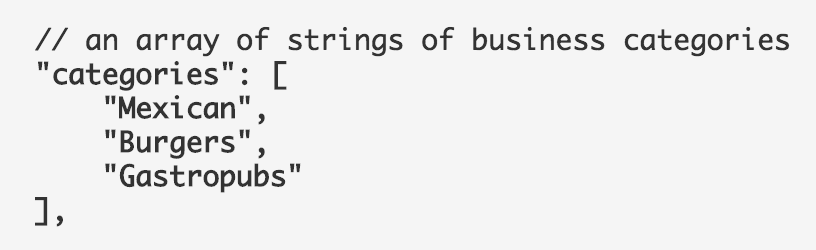 // an array of strings of business categories
"categories": [
    "Mexican",
    "Burgers",
    "Gastropubs"
],